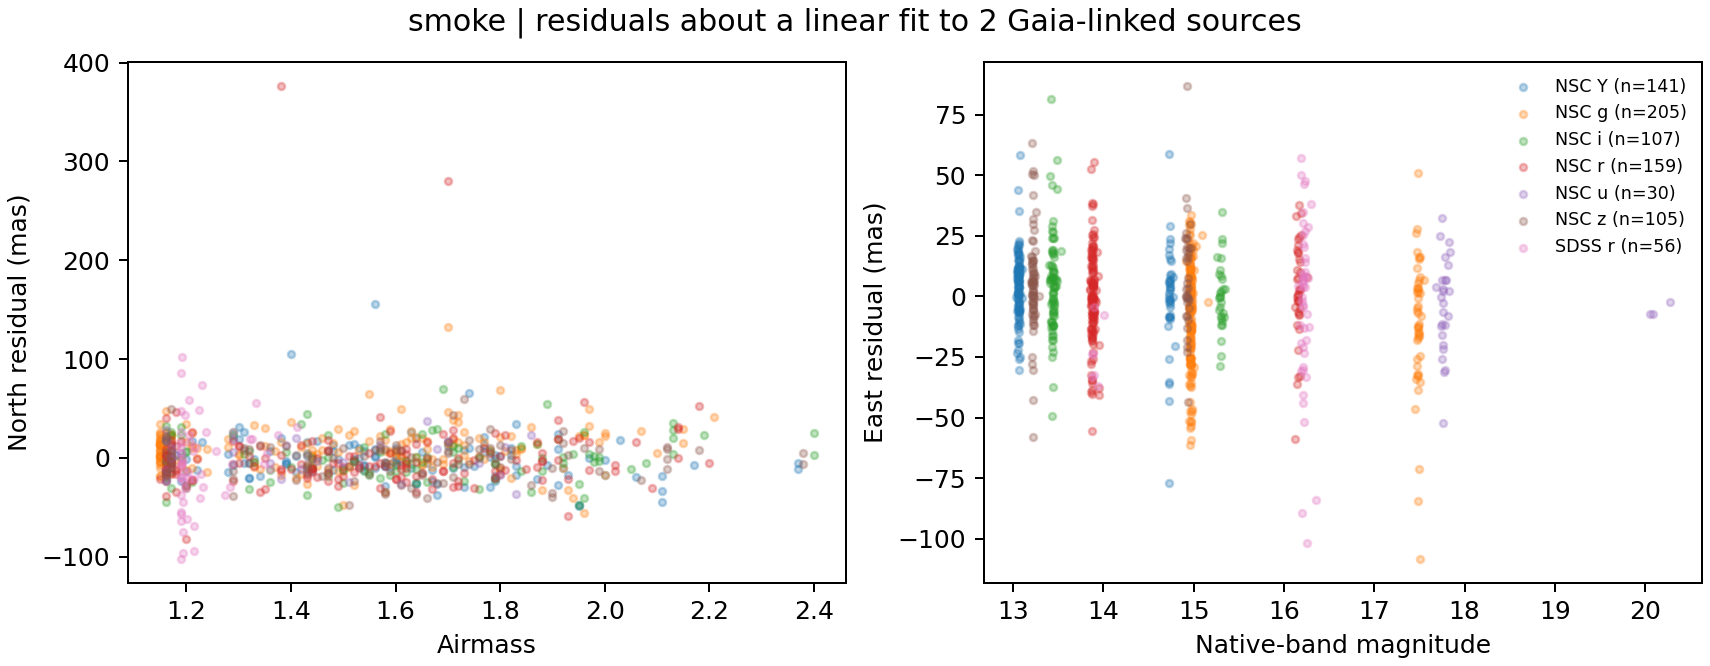 smoke | residuals about a linear fit to 2 Gaia-linked sources
400
300
200
100
0
−100
North residual (mas)
1.2 1.4 1.6 1.8 2.0 2.2 2.4
Airmass
75
50
25
0
−25
−50
−75
−100
East residual (mas)
NSC Y (n=141)
NSC g (n=205)
NSC i (n=107)
NSC r (n=159)
NSC u (n=30)
NSC z (n=105)
SDSS r (n=56)
13 14 15 16 17 18 19 20
Native-band magnitude